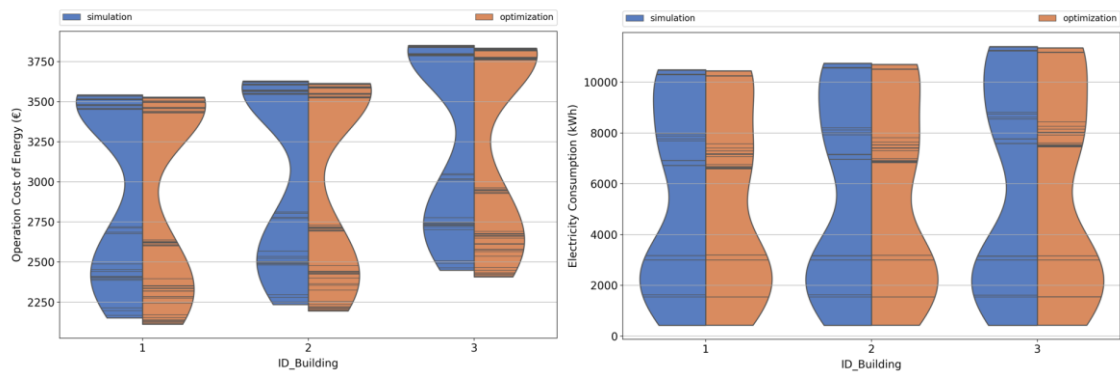 simulation optimization
3750
3500
3250
3000
2750
2500
2250
Operation Cost of Energy (€)
1 2 3
ID_Building
simulation optimization
10000
8000
6000
4000
2000
0
Electricity Consumption (kWh)
1 2 3
ID_Building